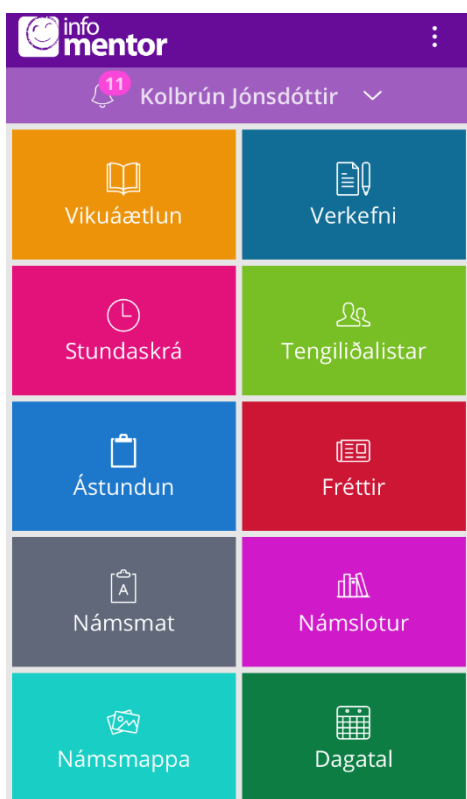 info
mentor
11
Kolbrún Jónsdóttir
Vikuáætlun
Verkefni
Stundaskrá
Tengiliðalistar
Ástundun
Fréttir
A
Námsmat
Námslotur
Námsmappa
Dagatal